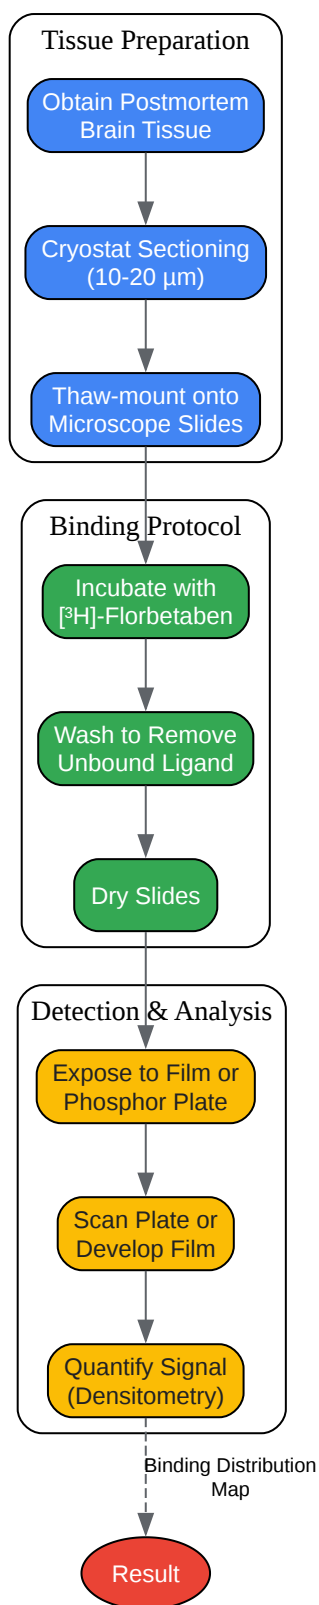 Tissue Preparation
Obtain Postmortem
Brain Tissue
Cryostat Sectioning
(10-20 µm)
Thaw-mount onto
Microscope Slides
Binding Protocol
Incubate with
[³H]-Florbetaben
Wash to Remove
Unbound Ligand
Dry Slides
Detection & Analysis
Expose to Film or
Phosphor Plate
Scan Plate or
Develop Film
Quantify Signal
(Densitometry)
Binding Distribution
Map
Result